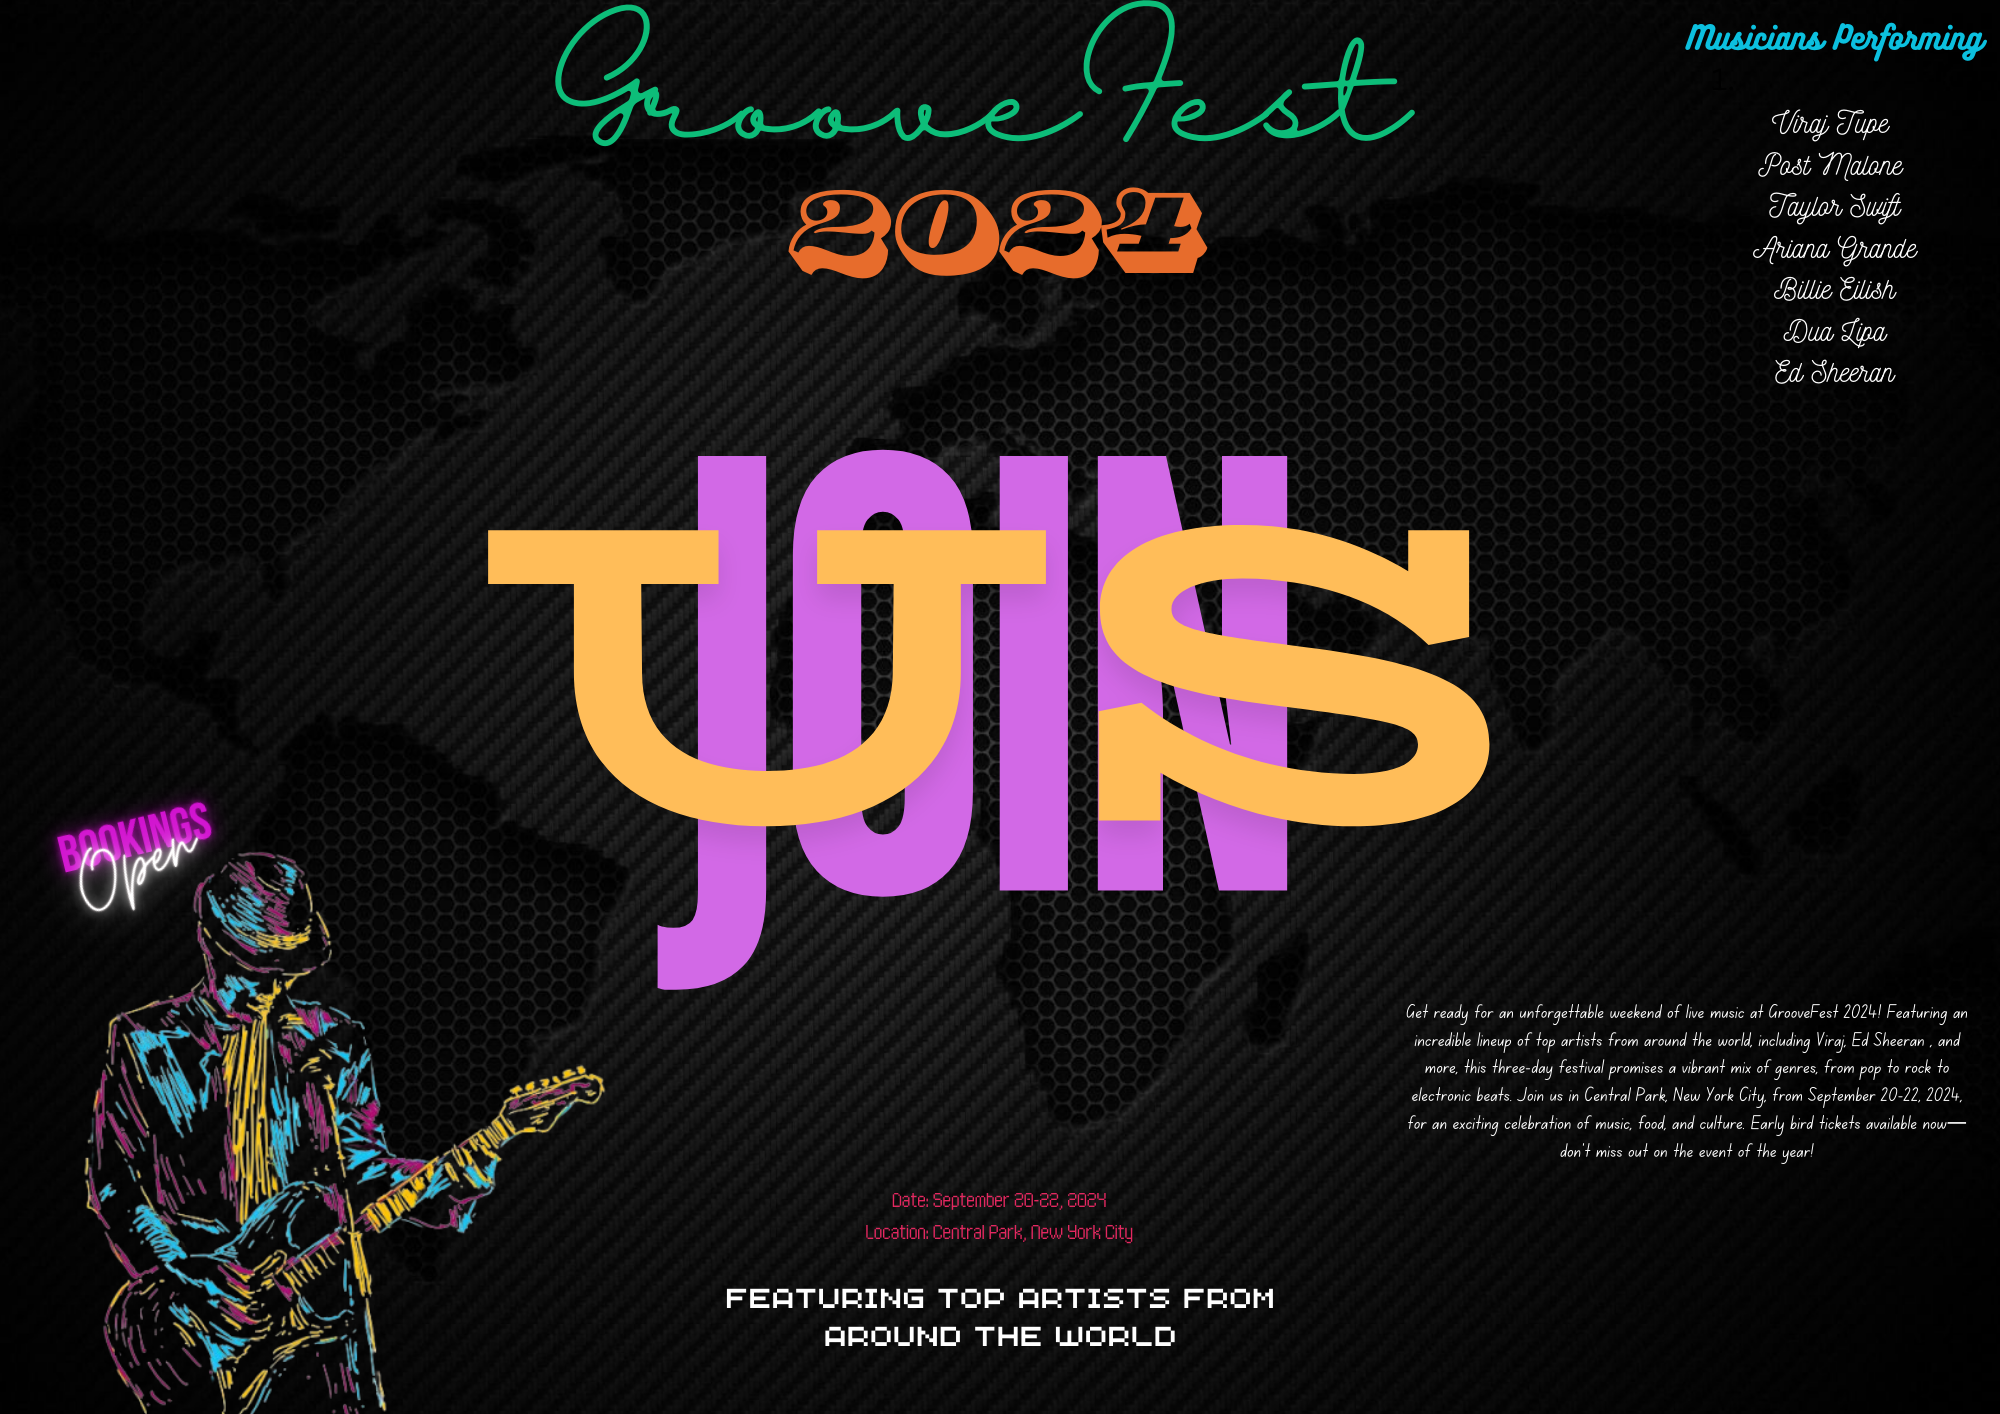 Groove Fest
2024
Musicians Performing
Viraj Tupe
Post Malone
Taylor Swift
Ariana Grande
Billie Eilish
Dua Lipa
Ed Sheeran
JOIN
US
BOOKINGS
Open
Get ready for an unforgettable weekend of live music at GrooveFest 2024! Featuring an
incredible lineup of top artists from around the world, including Viraj, Ed Sheeran , and
more, this three-day festival promises a vibrant mix of genres, from pop to rock to
electronic beats. Join us in Central Park, New York City, from September 20-22, 2024,
for an exciting celebration of music, food, and culture. Early bird tickets available now—
don't miss out on the event of the year!
Date: September 20-22, 2024
Location: Central Park, New York City
FEATURING TOP ARTISTS FROM
AROUND THE WORLD